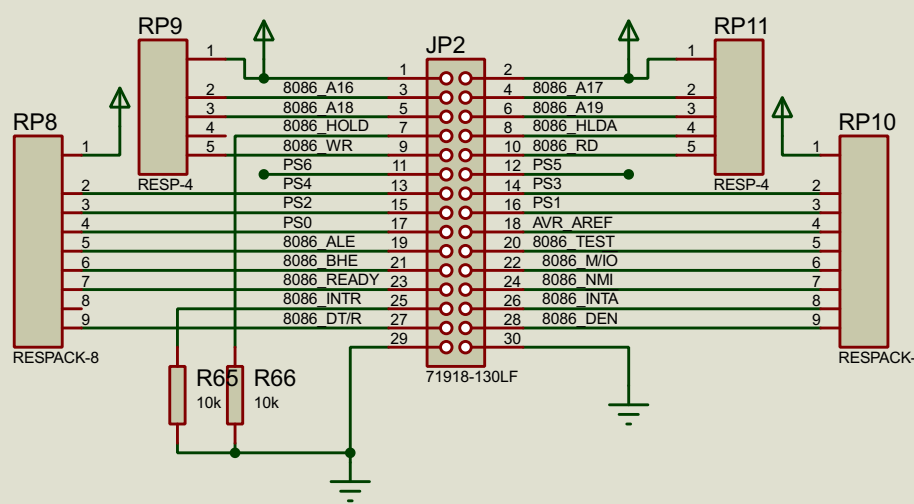 RP9
RP11
JP2
1
1
1
2
2
8086_A16
3
4
8086_A17
2
3
8086_A18
5
6
8086_A19
3
RP8
4
8086_HOLD
7
8
8086_HLDA
4
RP10
1
5
8086_WR
9
10
8086_RD
5
1
PS6
11
12
PS5
RESP-4
RESP-4
2
PS4
13
14
PS3
2
3
PS2
15
16
PS1
3
4
PS0
17
18
AVR_AREF
4
5
8086_ALE
19
20
8086_TEST
5
6
8086_BHE
21
22
8086_M/IO
6
7
8086_READY
23
24
8086_NMI
7
8
8086_INTR
25
26
8086_INTA
8
9
8086_DT/R
27
28
8086_DEN
9
29
30
RESPACK-8
RESPACK-
71918-130LF
R65
R66
10k
10k